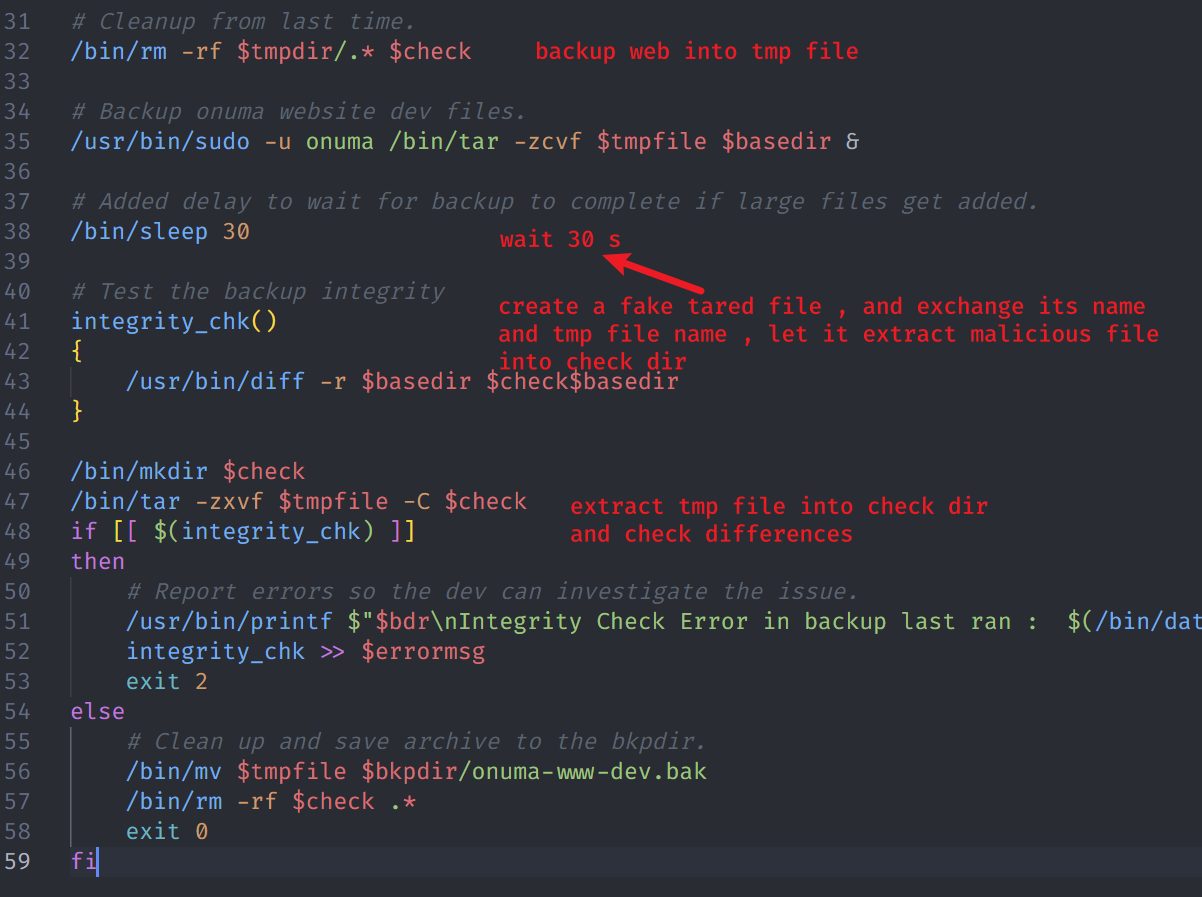 31 # Cleanup from last time.
32 /bin/rm -rf $tmpdir/.* $check backup web into tmp file
33
34 # Backup onuma website dev files.
35 /usr/bin/sudo -u onuma /bin/tar -zcvf $tmpfile $basedir &
36
37 # Added delay to wait for backup to complete if large files get added.
38 /bin/sleep 30
wait 30 s
39
40 # Test the backup integrity
create a fake tared file , and exchange its name
41 integrity_chk()
and tmp file name , let it extract malicious file
42 {
into check dir
43 /usr/bin/diff -r $basedir $check$basedir
44 }
45
46 /bin/mkdir $check
47 /bin/tar -zxvf $tmpfile -C $check extract tmp file into check dir
48 if [[ $(integrity_chk) ]]
and check differences
49 then
50 # Report errors so the dev can investigate the issue.
51 /usr/bin/printf $"$bdr\nIntegrity Check Error in backup last ran : $(/bin/dat
52 integrity_chk >> $errormsg
53 exit 2
54 else
55 # Clean up and save archive to the bkpdir.
56 /bin/mv $tmpfile $bkpdir/onuma-www-dev.bak
57 /bin/rm -rf $check .*
58 exit 0
59 fi